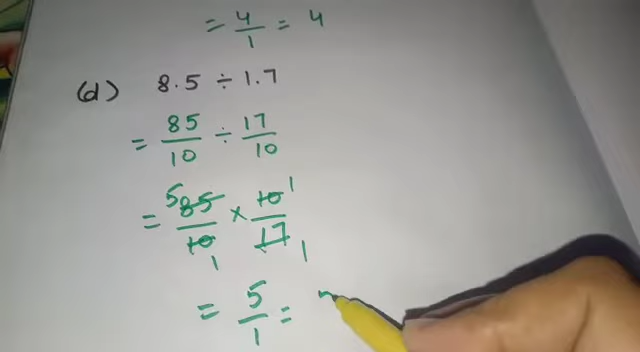 = 4/1 = 4
(d) 8.5 ÷ 1.7
= 85/10 ÷ 17/10
= 5 85/10 1 × 10 1/17 1
= 5/1 =